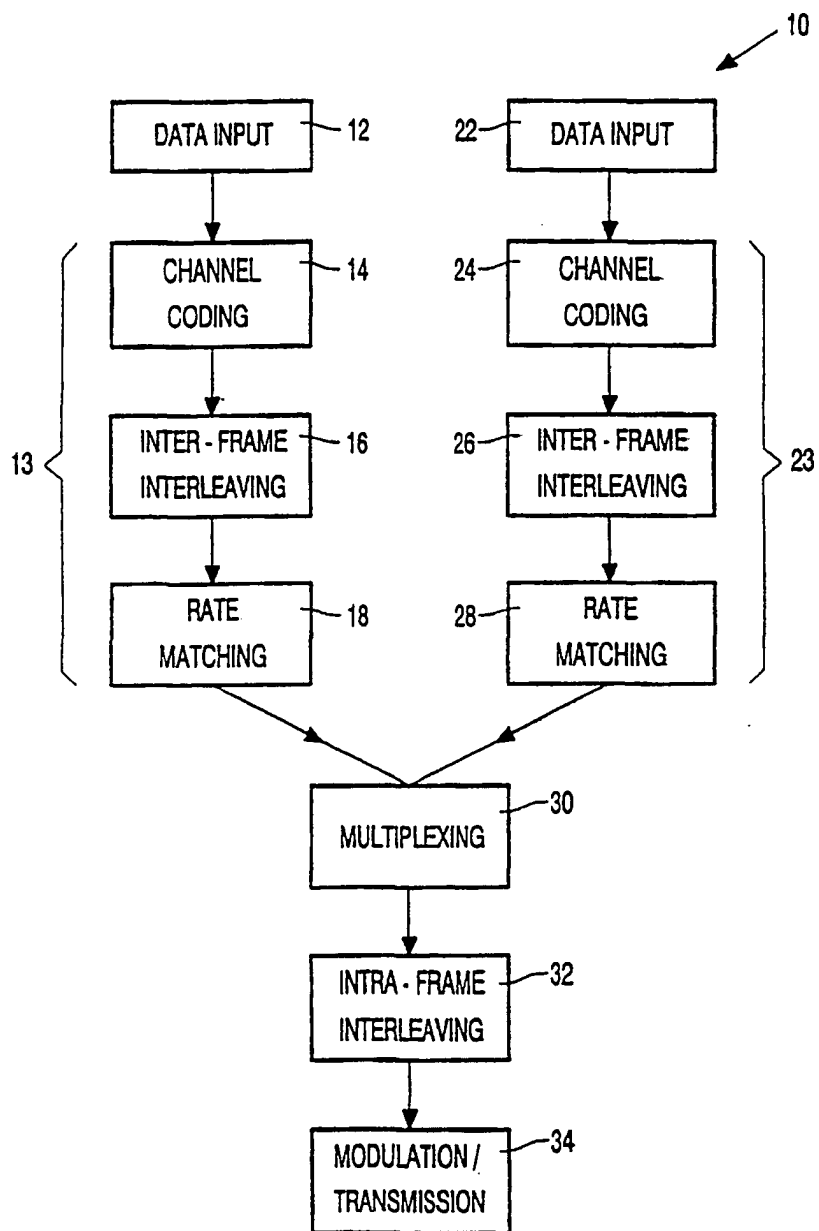 10
DATA INPUT 12
22 DATA INPUT
CHANNEL
CODING
14
24
CHANNEL
CODING
13
INTER - FRAME
INTERLEAVING
16
26
INTER - FRAME
INTERLEAVING
23
RATE
MATCHING
18
28
RATE
MATCHING
MULTIPLEXING
30
INTRA - FRAME
INTERLEAVING
32
MODULATION /
TRANSMISSION
34